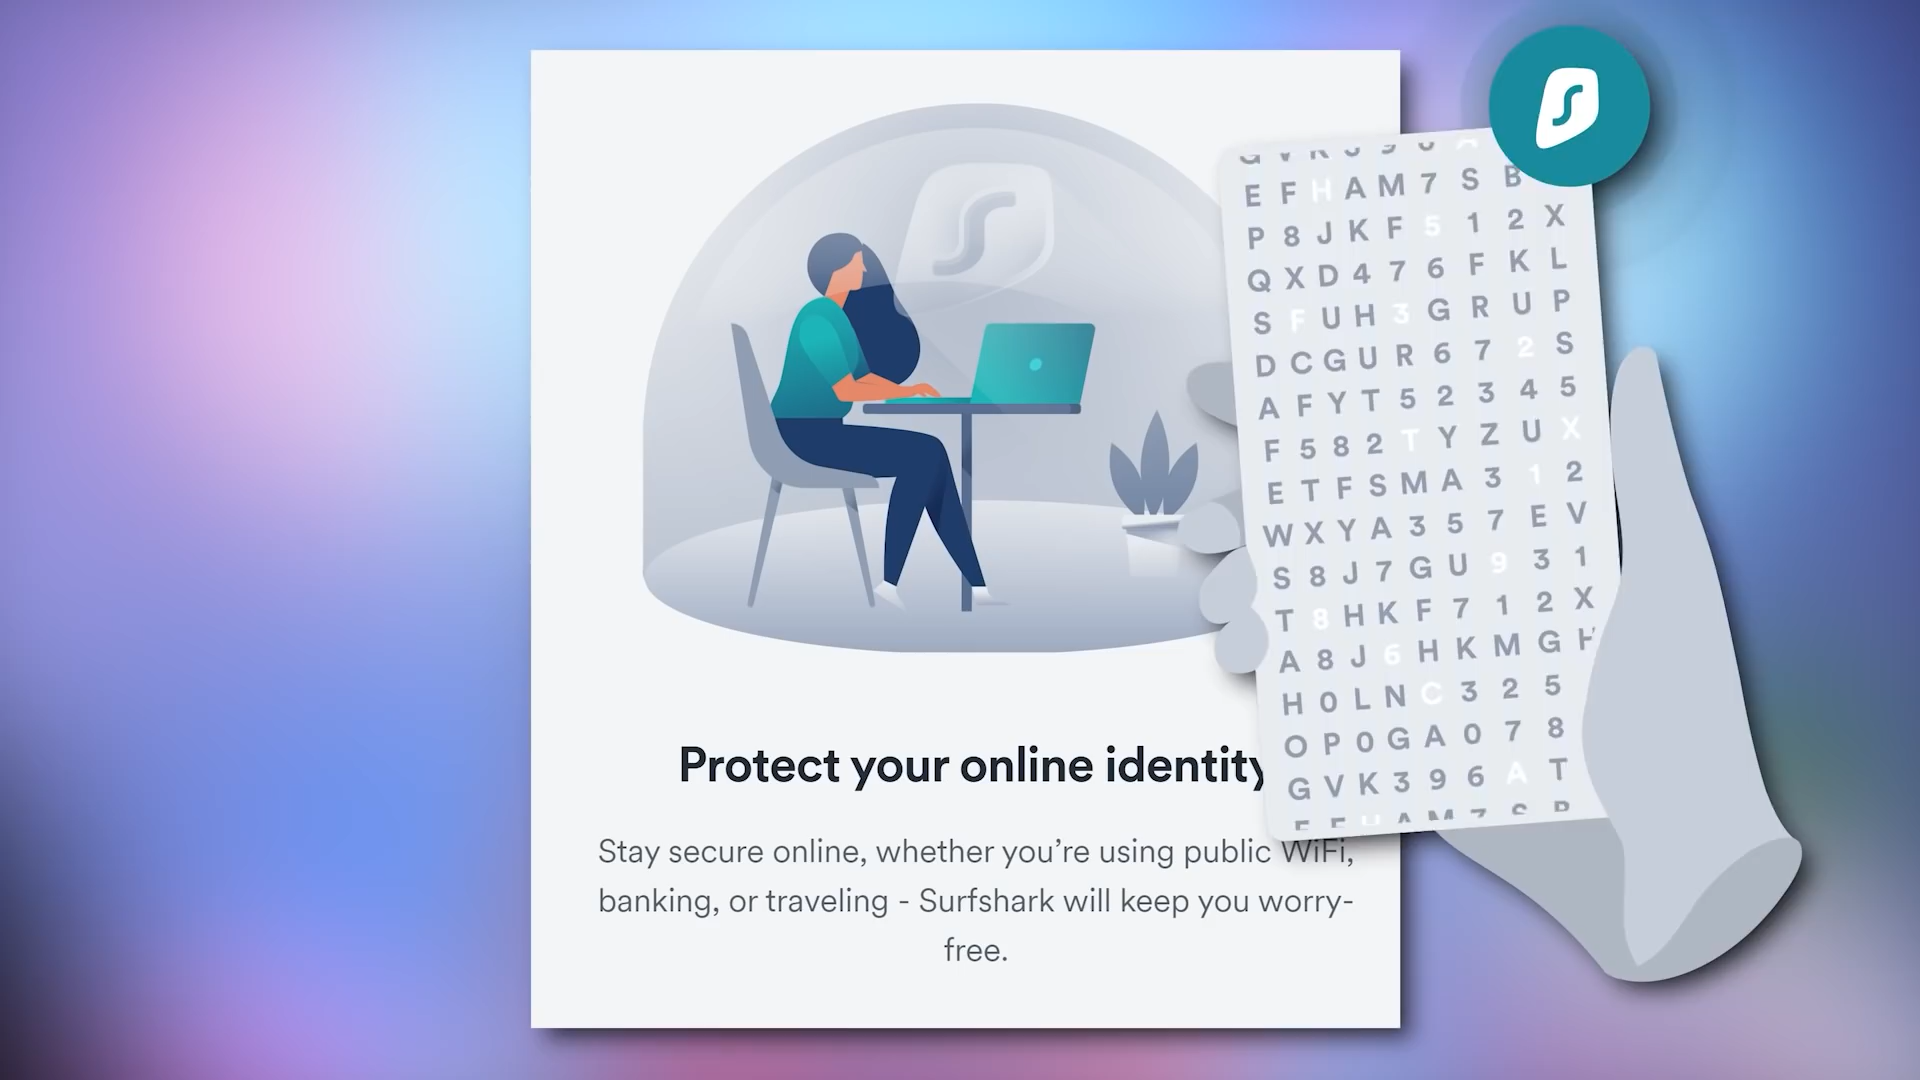 E F H A M 7 S B
P 8 J K F 5 1 2 X
Q X D 4 7 6 F K L
S F U H 3 G R U P
D C G U R 6 7 2 S
A F Y T 5 2 3 4 5
F 5 8 2 T Y Z U X
E T F S M A 3 1 2
W X Y A 3 5 7 E V
S 8 J 7 G U 9 3 1
T 8 H K F 7 1 2 X
A 8 J 6 H K M G H
H 0 L N C 3 2 5
O P 0 G A 0 7 8
G V K 3 9 6 A T
Protect your online identity
Stay secure online, whether you're using public WiFi,
banking, or traveling - Surfshark will keep you worry-
free.